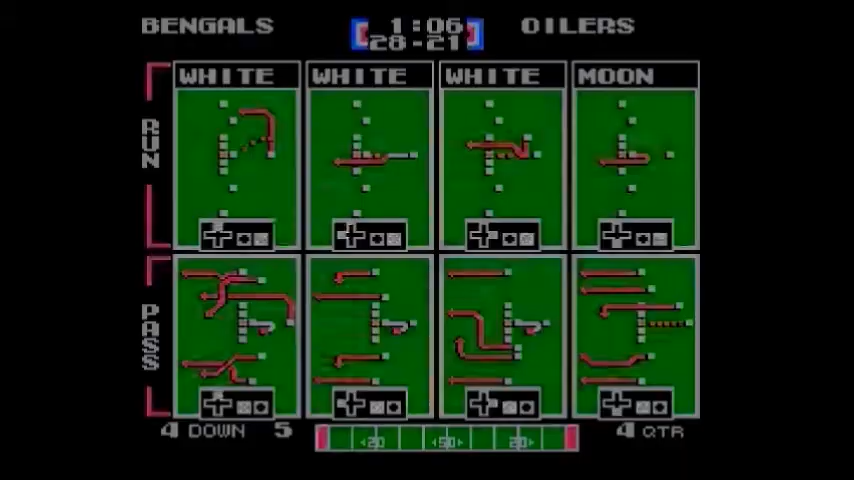 BENGALS 1:06 OILERS
28-21
WHITE WHITE WHITE MOON
RUN
PASS
4 DOWN 5 4 QTR
20 50 20